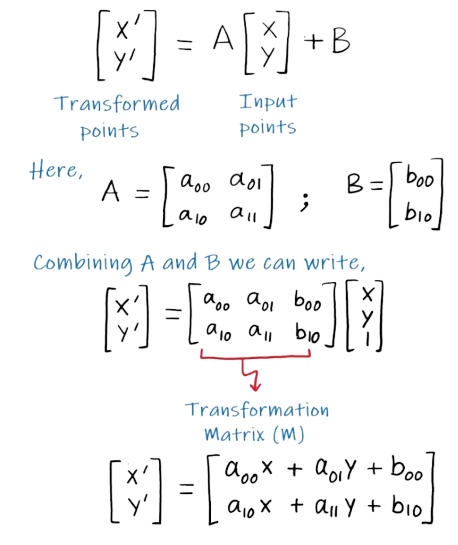 [x' y'] = A [x y] + B
Transformed points
Input points
Here,
A = [a₀₀ a₀₁ a₁₀ a₁₁] ; B = [b₀₀ b₁₀]
Combining A and B we can write,
[x' y'] = [a₀₀ a₀₁ b₀₀ a₁₀ a₁₁ b₁₀] [x y 1]
Transformation
Matrix (M)
[x' y'] = [a₀₀x + a₀₁y + b₀₀ a₁₀x + a₁₁y + b₁₀]